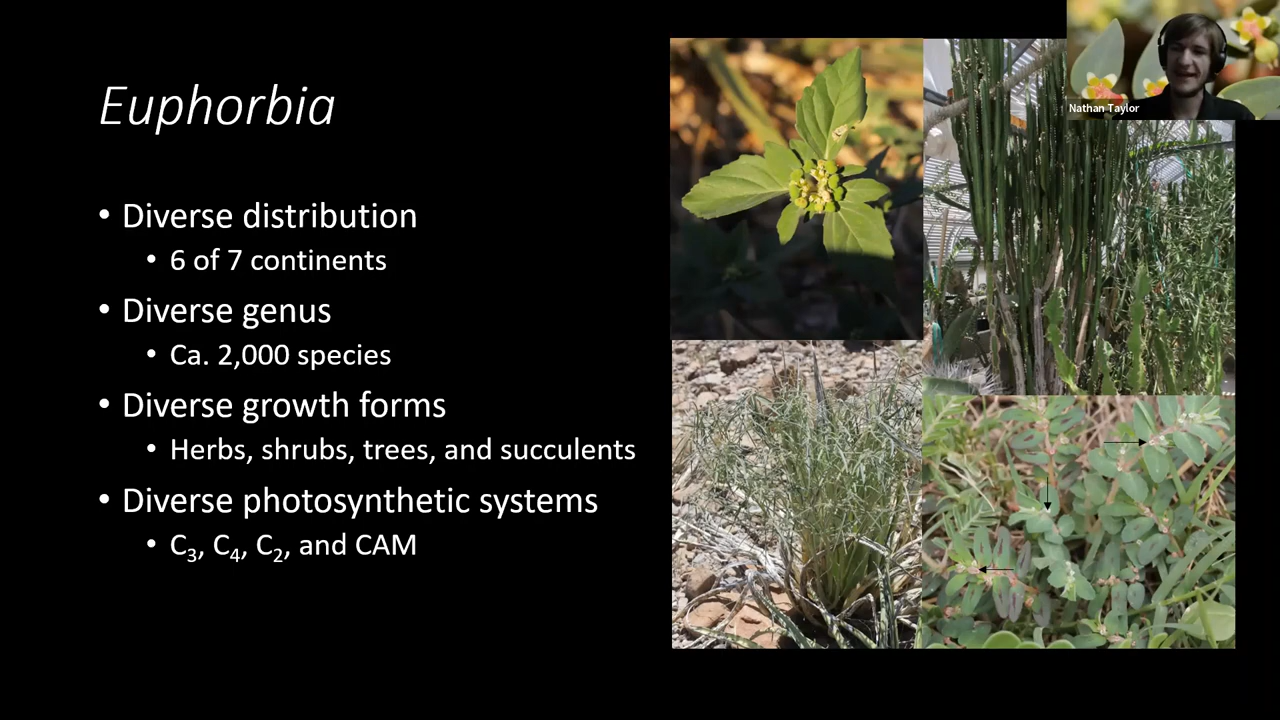 Euphorbia
• Diverse distribution
• 6 of 7 continents
• Diverse genus
• Ca. 2,000 species
• Diverse growth forms
• Herbs, shrubs, trees, and succulents
• Diverse photosynthetic systems
• C₃, C₄, C₂, and CAM
Nathan Taylor